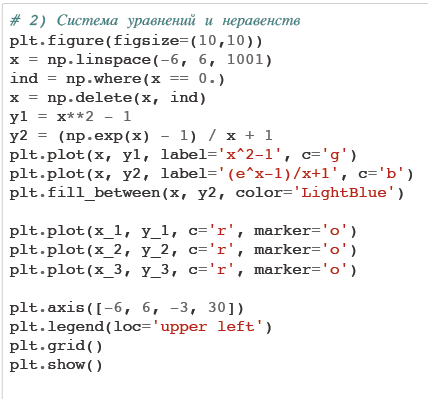 # 2) Система уравнений и неравенств
plt.figure(figsize=(10,10))
x = np.linspace(-6, 6, 1001)
ind = np.where(x == 0.)
x = np.delete(x, ind)
y1 = x**2 - 1
y2 = (np.exp(x) - 1) / x + 1
plt.plot(x, y1, label='x^2-1', c='g')
plt.plot(x, y2, label='(e^x-1)/x+1', c='b')
plt.fill_between(x, y2, color='LightBlue')
plt.plot(x_1, y_1, c='r', marker='o')
plt.plot(x_2, y_2, c='r', marker='o')
plt.plot(x_3, y_3, c='r', marker='o')
plt.axis([-6, 6, -3, 30])
plt.legend(loc='upper left')
plt.grid()
plt.show()